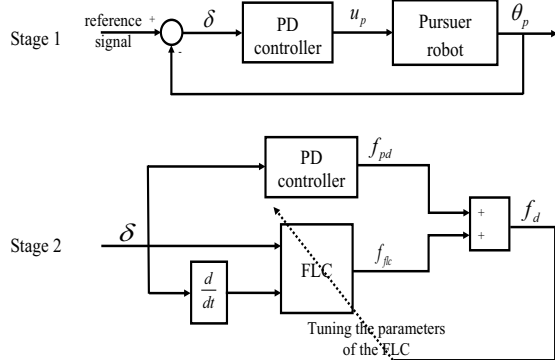 Stage 1
reference
signal
+
-
δ
PD
controller
u_p
Pursuer
robot
θ_p
Stage 2
δ
d
dt
PD
controller
f_pd
FLC
f_flc
+
+
f_d
Tuning the parameters
of the FLC